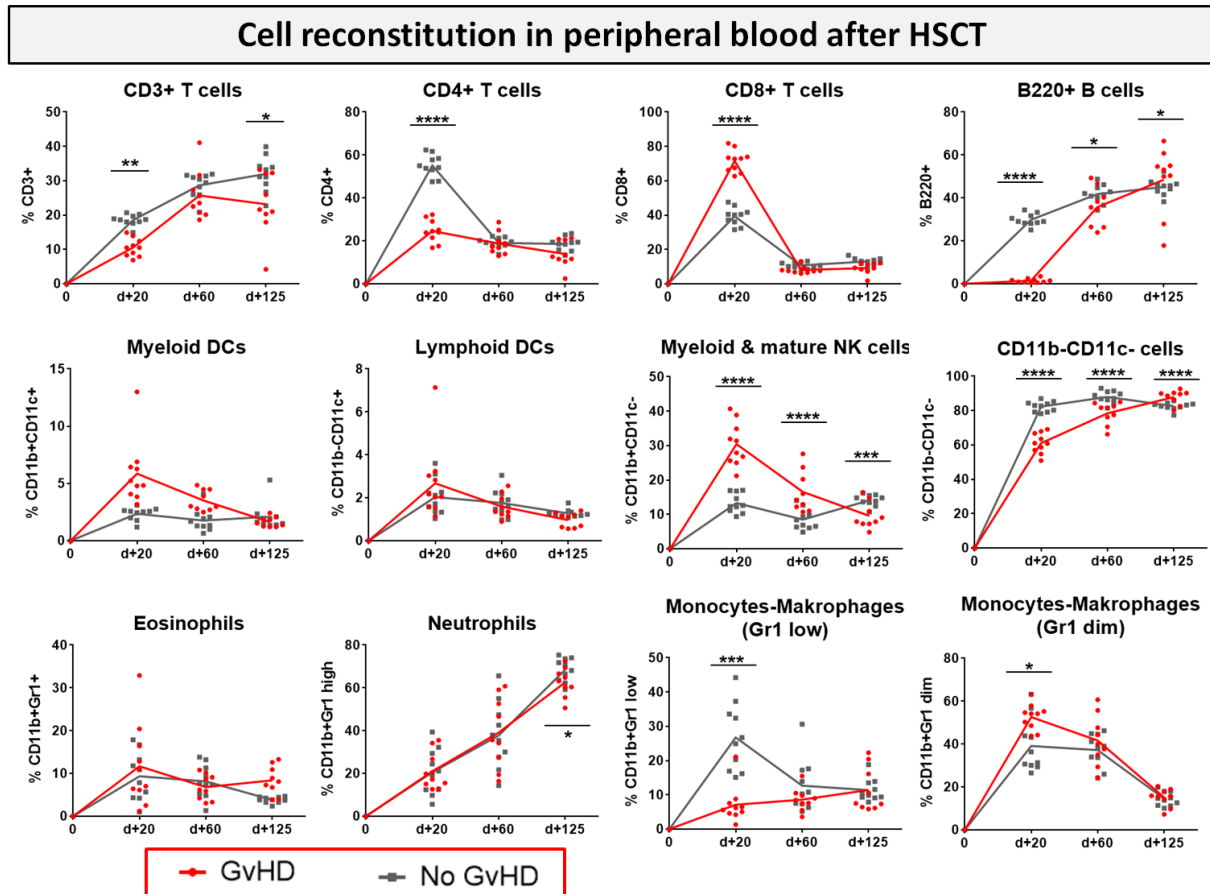 Cell reconstitution in peripheral blood after HSCT
CD3+ T cells
% CD3+
50
40
30
20
10
0
**
*
0 d+20 d+60 d+125
CD4+ T cells
% CD4+
80
60
40
20
0
****
0 d+20 d+60 d+125
CD8+ T cells
% CD8+
100
80
60
40
20
0
****
0 d+20 d+60 d+125
B220+ B cells
% B220+
80
60
40
20
0
****
*
*
0 d+20 d+60 d+125
Myeloid DCs
% CD11b+CD11c+
15
10
5
0
0 d+20 d+60 d+125
Lymphoid DCs
% CD11b-CD11c+
8
6
4
2
0
0 d+20 d+60 d+125
Myeloid & mature NK cells
% CD11b+CD11c-
50
40
30
20
10
0
****
****
***
0 d+20 d+60 d+125
CD11b-CD11c- cells
% CD11b-CD11c-
100
80
60
40
20
0
****
****
****
0 d+20 d+60 d+125
Eosinophils
% CD11b+Gr1+
40
30
20
10
0
0 d+20 d+60 d+125
Neutrophils
% CD11b+Gr1 high
80
60
40
20
0
*
0 d+20 d+60 d+125
Monocytes-Makrophages
(Gr1 low)
% CD11b+Gr1 low
50
40
30
20
10
0
***
0 d+20 d+60 d+125
Monocytes-Makrophages
(Gr1 dim)
% CD11b+Gr1 dim
80
60
40
20
0
*
0 d+20 d+60 d+125
GvHD No GvHD